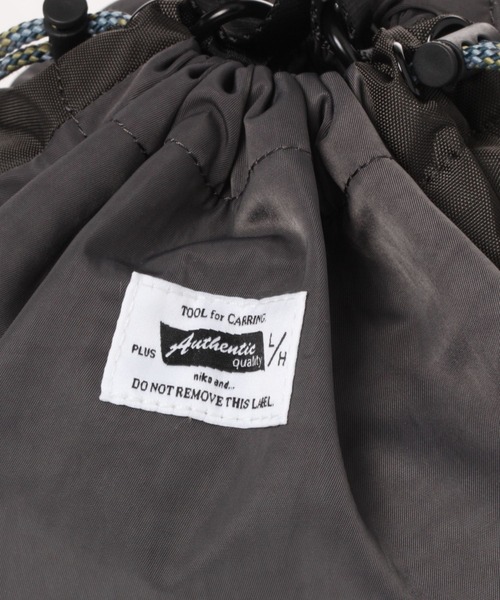 TOOL for CARRING
PLUS Authentic quality L/H
niko and...
DO NOT REMOVE THIS LABEL.